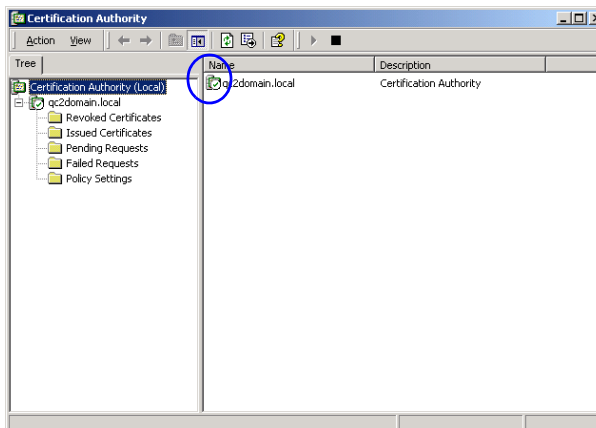 Certification Authority
Action View
Tree
Name Description
Certification Authority (Local)
qc2domain.local Certification Authority
qc2domain.local
Revoked Certificates
Issued Certificates
Pending Requests
Failed Requests
Policy Settings